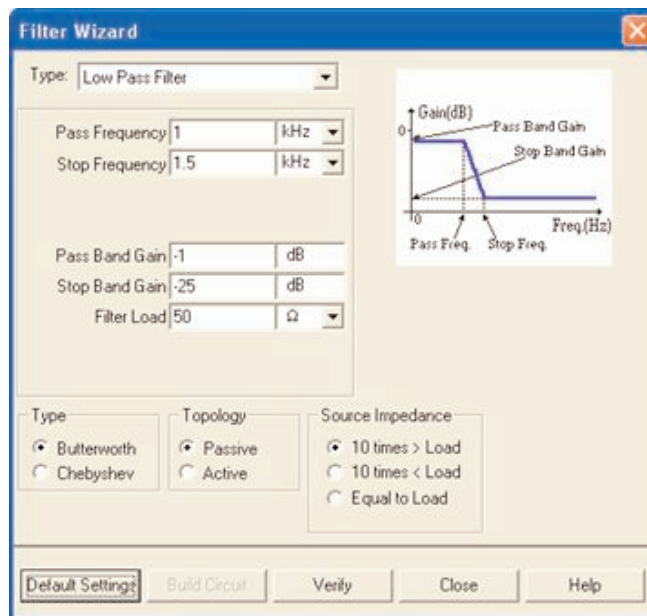 Filter Wizard
Type: Low Pass Filter
Pass Frequency 1 kHz
Stop Frequency 1.5 kHz
Pass Band Gain -1 dB
Stop Band Gain -25 dB
Filter Load 50 Ω
Gain(dB)
0
Pass Band Gain
Stop Band Gain
0
Freq.(Hz)
Pass Freq. Stop Freq.
Type
Butterworth
Chebyshev
Topology
Passive
Active
Source Impedance
10 times > Load
10 times < Load
Equal to Load
Default Settings Build Circuit Verify Close Help